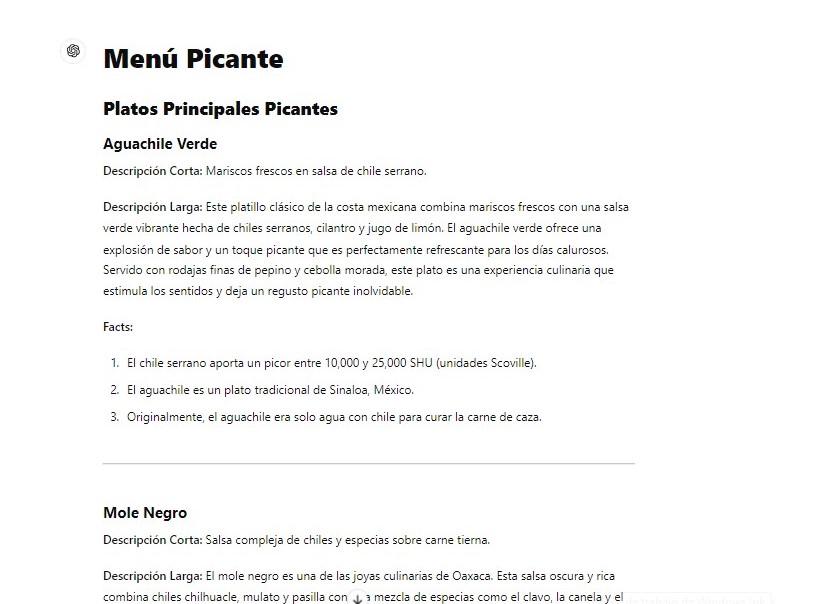 Menú Picante
Platos Principales Picantes
Aguachile Verde
Descripción Corta: Mariscos frescos en salsa de chile serrano.
Descripción Larga: Este platillo clásico de la costa mexicana combina mariscos frescos con una salsa
verde vibrante hecha de chiles serranos, cilantro y jugo de limón. El aguachile verde ofrece una
explosión de sabor y un toque picante que es perfectamente refrescante para los días calurosos.
Servido con rodajas finas de pepino y cebolla morada, este plato es una experiencia culinaria que
estimula los sentidos y deja un regusto picante inolvidable.
Facts:
1. El chile serrano aporta un picor entre 10,000 y 25,000 SHU (unidades Scoville).
2. El aguachile es un plato tradicional de Sinaloa, México.
3. Originalmente, el aguachile era solo agua con chile para curar la carne de caza.
Mole Negro
Descripción Corta: Salsa compleja de chiles y especias sobre carne tierna.
Descripción Larga: El mole negro es una de las joyas culinarias de Oaxaca. Esta salsa oscura y rica
combina chiles chilhuacle, mulato y pasilla con mezcla de especias como el clavo, la canela y el